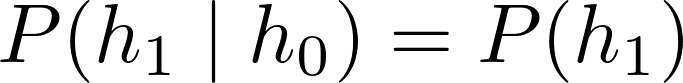 P(h₁ | h₀) = P(h₁)